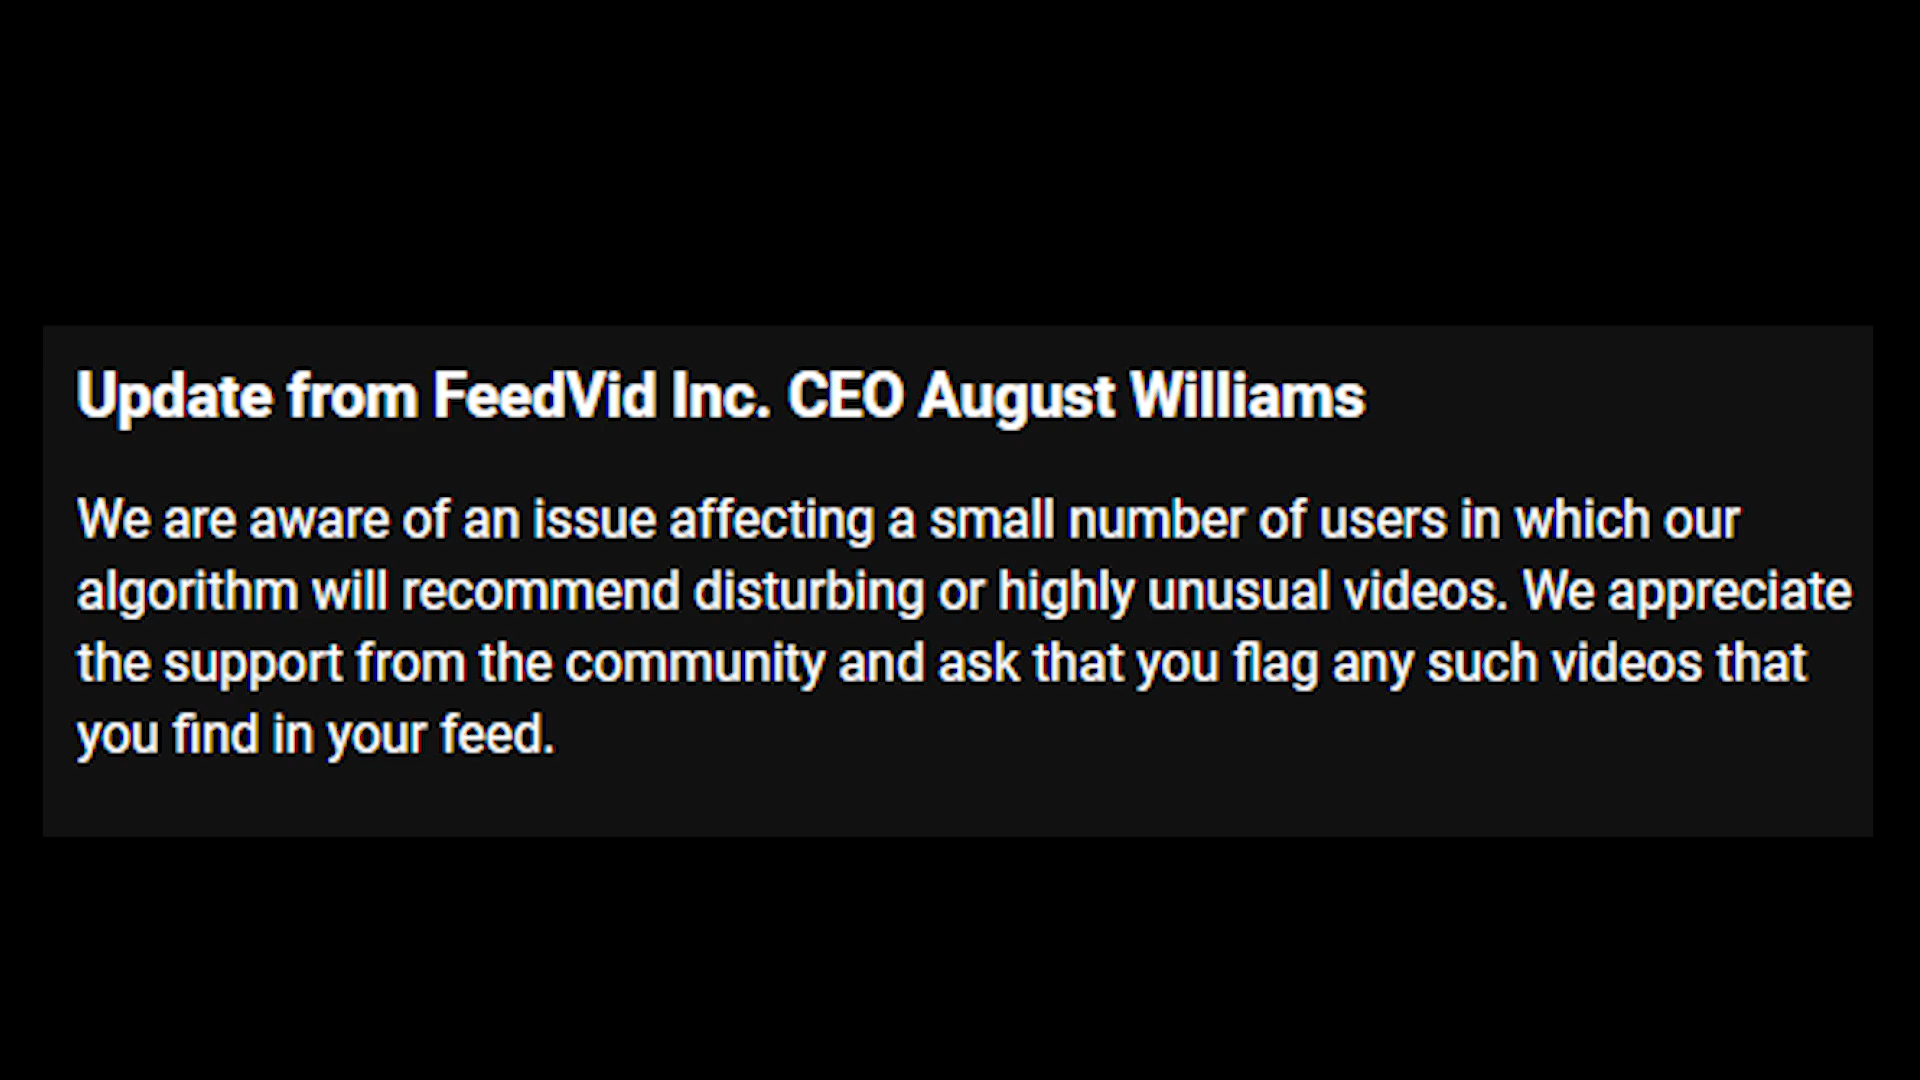 Update from FeedVid Inc. CEO August Williams
We are aware of an issue affecting a small number of users in which our
algorithm will recommend disturbing or highly unusual videos. We appreciate
the support from the community and ask that you flag any such videos that
you find in your feed.